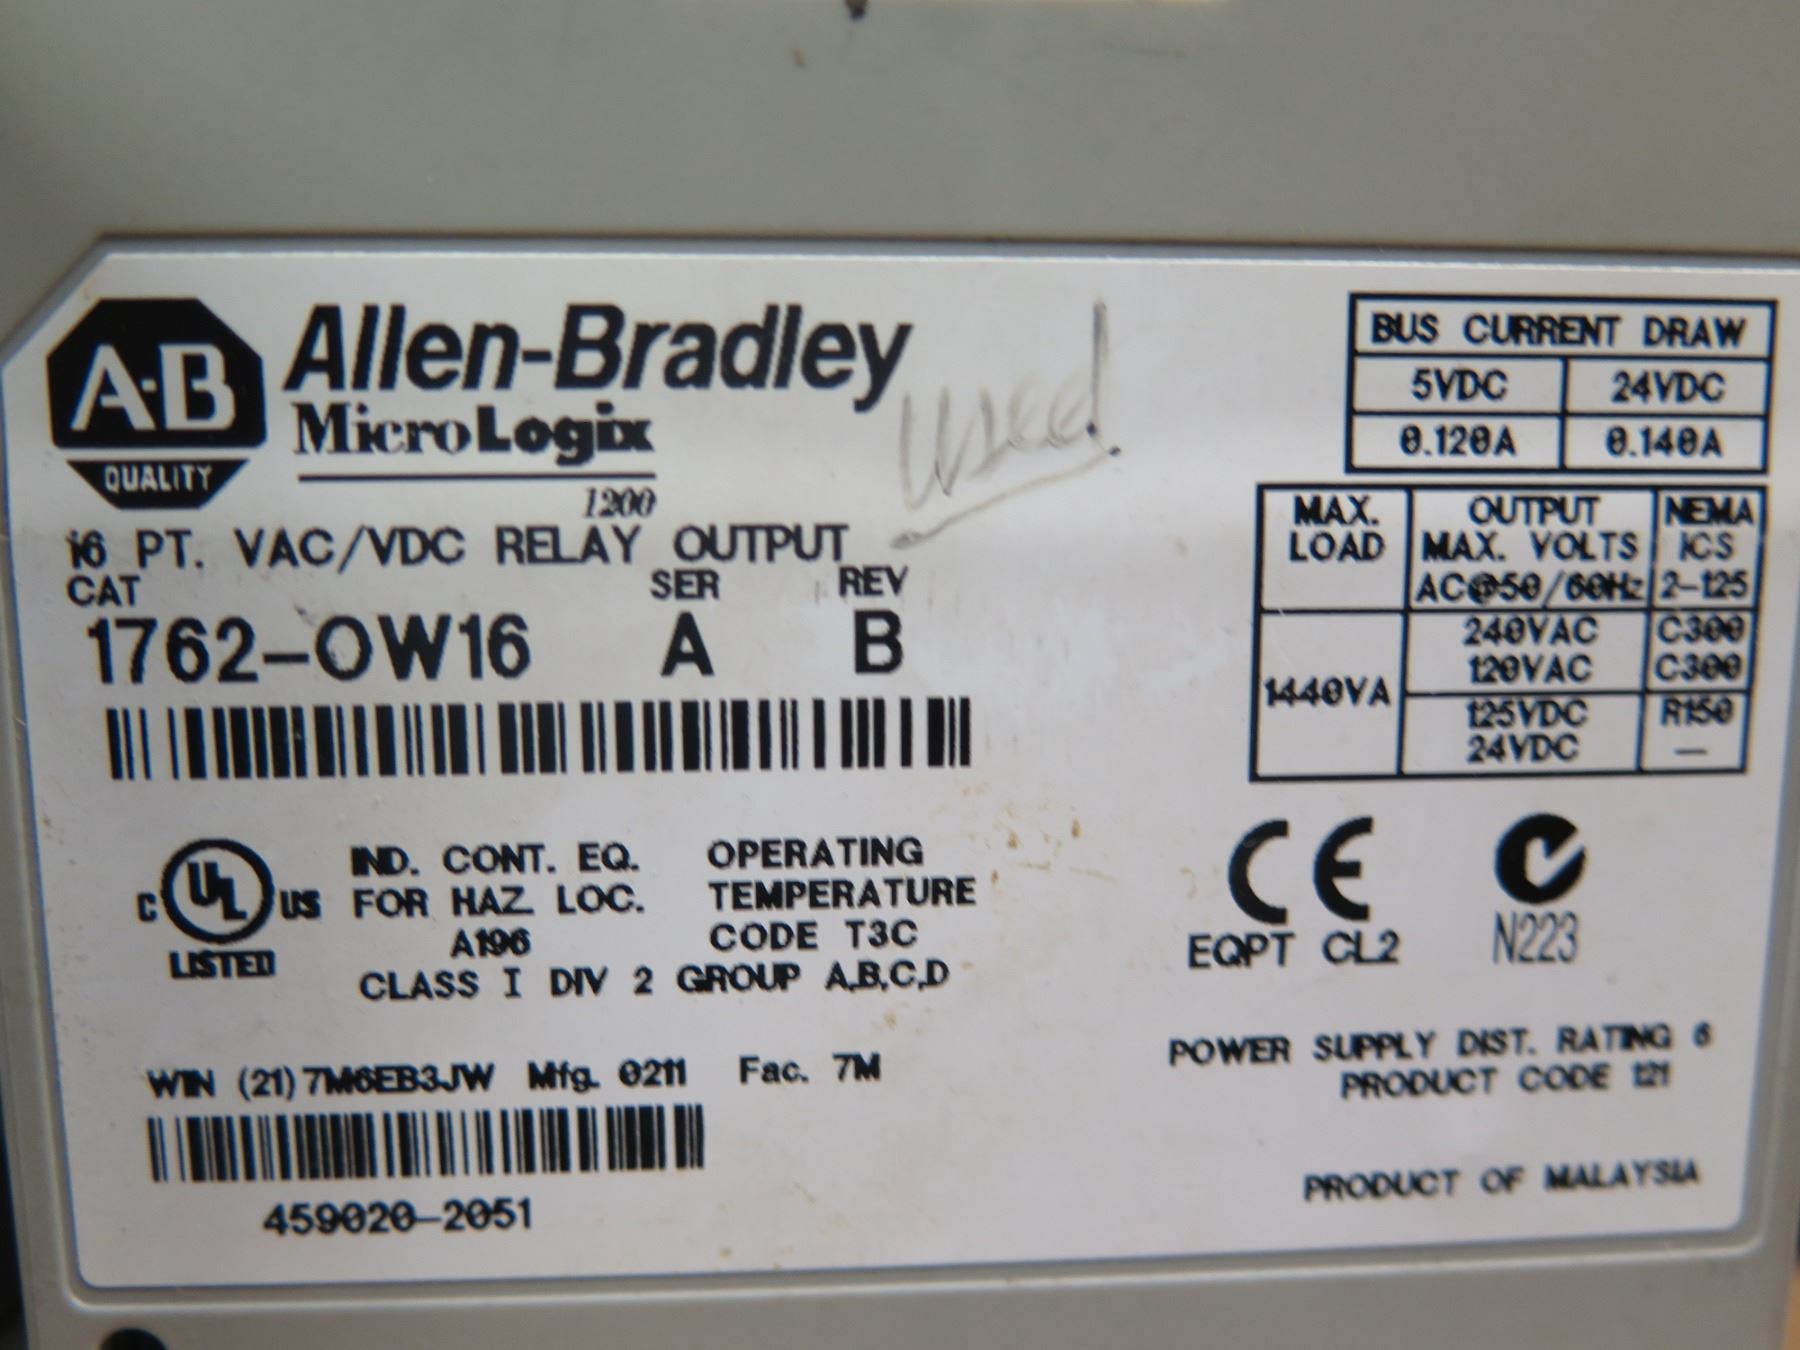 A-B
QUALITY
Allen-Bradley
MicroLogix
1200
used
16 PT. VAC/VDC RELAY OUTPUT
CAT SER REV
1762-OW16 A B
BUS CURRENT DRAW
5VDC 24VDC
0.120A 0.140A
MAX. LOAD OUTPUT MAX. VOLTS AC@50/60Hz NEMA ICS 2-125
1440VA
240VAC C300
120VAC C300
125VDC R150
24VDC —
C UL US
LISTED
IND. CONT. EQ.
FOR HAZ. LOC.
A196
OPERATING
TEMPERATURE
CODE T3C
CLASS I DIV 2 GROUP A,B,C,D
CE
EQPT CL2
N223
WIN (21) 7M6EB3JW Mfg. 0211 Fac. 7M
459020-2051
POWER SUPPLY DIST. RATING 6
PRODUCT CODE 121
PRODUCT OF MALAYSIA